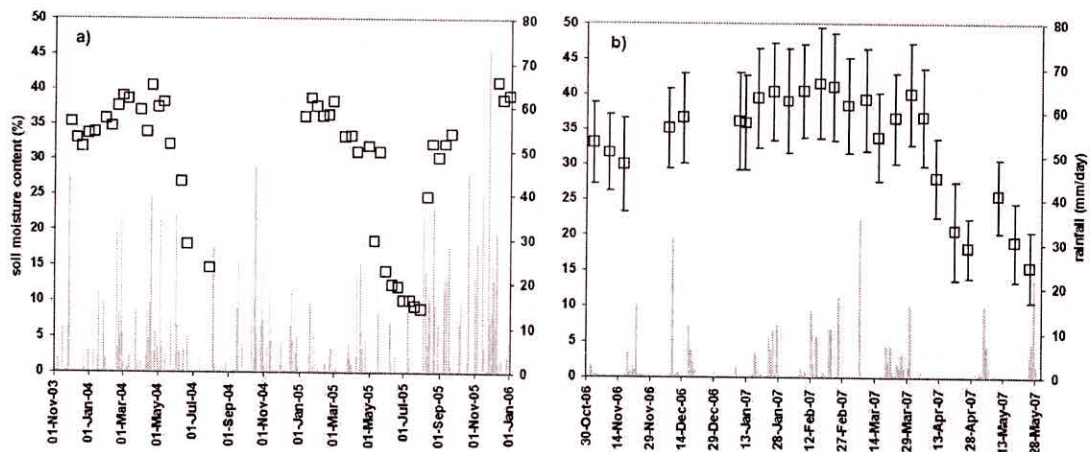 a)
soil moisture content (%)
50
45
40
35
30
25
20
15
10
5
0
80
70
60
50
40
30
20
10
0
01-Nov-03
01-Jan-04
01-Mar-04
01-May-04
01-Jul-04
01-Sep-04
01-Nov-04
01-Jan-05
01-Mar-05
01-May-05
01-Jul-05
01-Sep-05
01-Nov-05
01-Jan-06
b)
50
45
40
35
30
25
20
15
10
5
0
80
70
60
50
40
30
20
10
0
rainfall (mm/day)
30-Oct-06
14-Nov-06
29-Nov-06
14-Dec-06
29-Dec-06
13-Jan-07
28-Jan-07
12-Feb-07
27-Feb-07
14-Mar-07
29-Mar-07
13-Apr-07
28-Apr-07
13-May-07
28-May-07